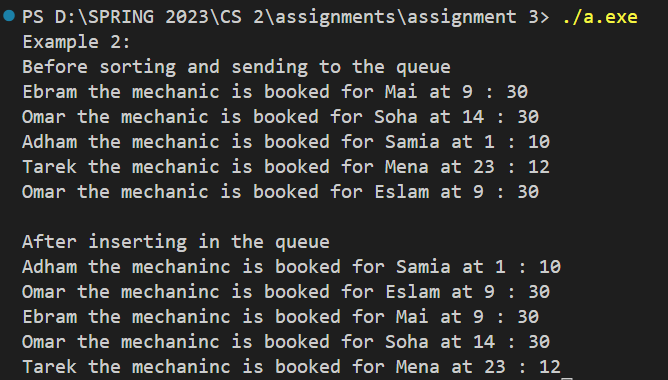 PS D:\SPRING 2023\CS 2\assignments\assignment 3> ./a.exe
Example 2:
Before sorting and sending to the queue
Ebram the mechanic is booked for Mai at 9 : 30
Omar the mechanic is booked for Soha at 14 : 30
Adham the mechanic is booked for Samia at 1 : 10
Tarek the mechanic is booked for Mena at 23 : 12
Omar the mechanic is booked for Eslam at 9 : 30

After inserting in the queue
Adham the mechaninc is booked for Samia at 1 : 10
Omar the mechaninc is booked for Eslam at 9 : 30
Ebram the mechaninc is booked for Mai at 9 : 30
Omar the mechaninc is booked for Soha at 14 : 30
Tarek the mechaninc is booked for Mena at 23 : 12